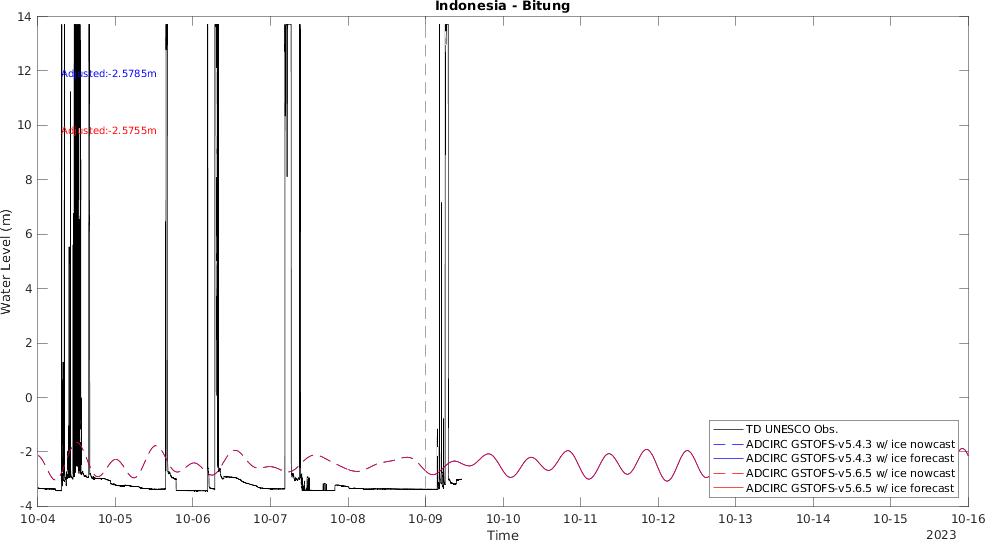 Indonesia - Bitung
14
12
10
8
6
4
2
0
-2
-4
Water Level (m)
Adjusted:-2.5785m
Adjusted:-2.5755m
TD UNESCO Obs.
ADCIRC GSTOFS-v5.4.3 w/ ice nowcast
ADCIRC GSTOFS-v5.4.3 w/ ice forecast
ADCIRC GSTOFS-v5.6.5 w/ ice nowcast
ADCIRC GSTOFS-v5.6.5 w/ ice forecast
10-04 10-05 10-06 10-07 10-08 10-09 10-10 10-11 10-12 10-13 10-14 10-15 10-16
Time
2023